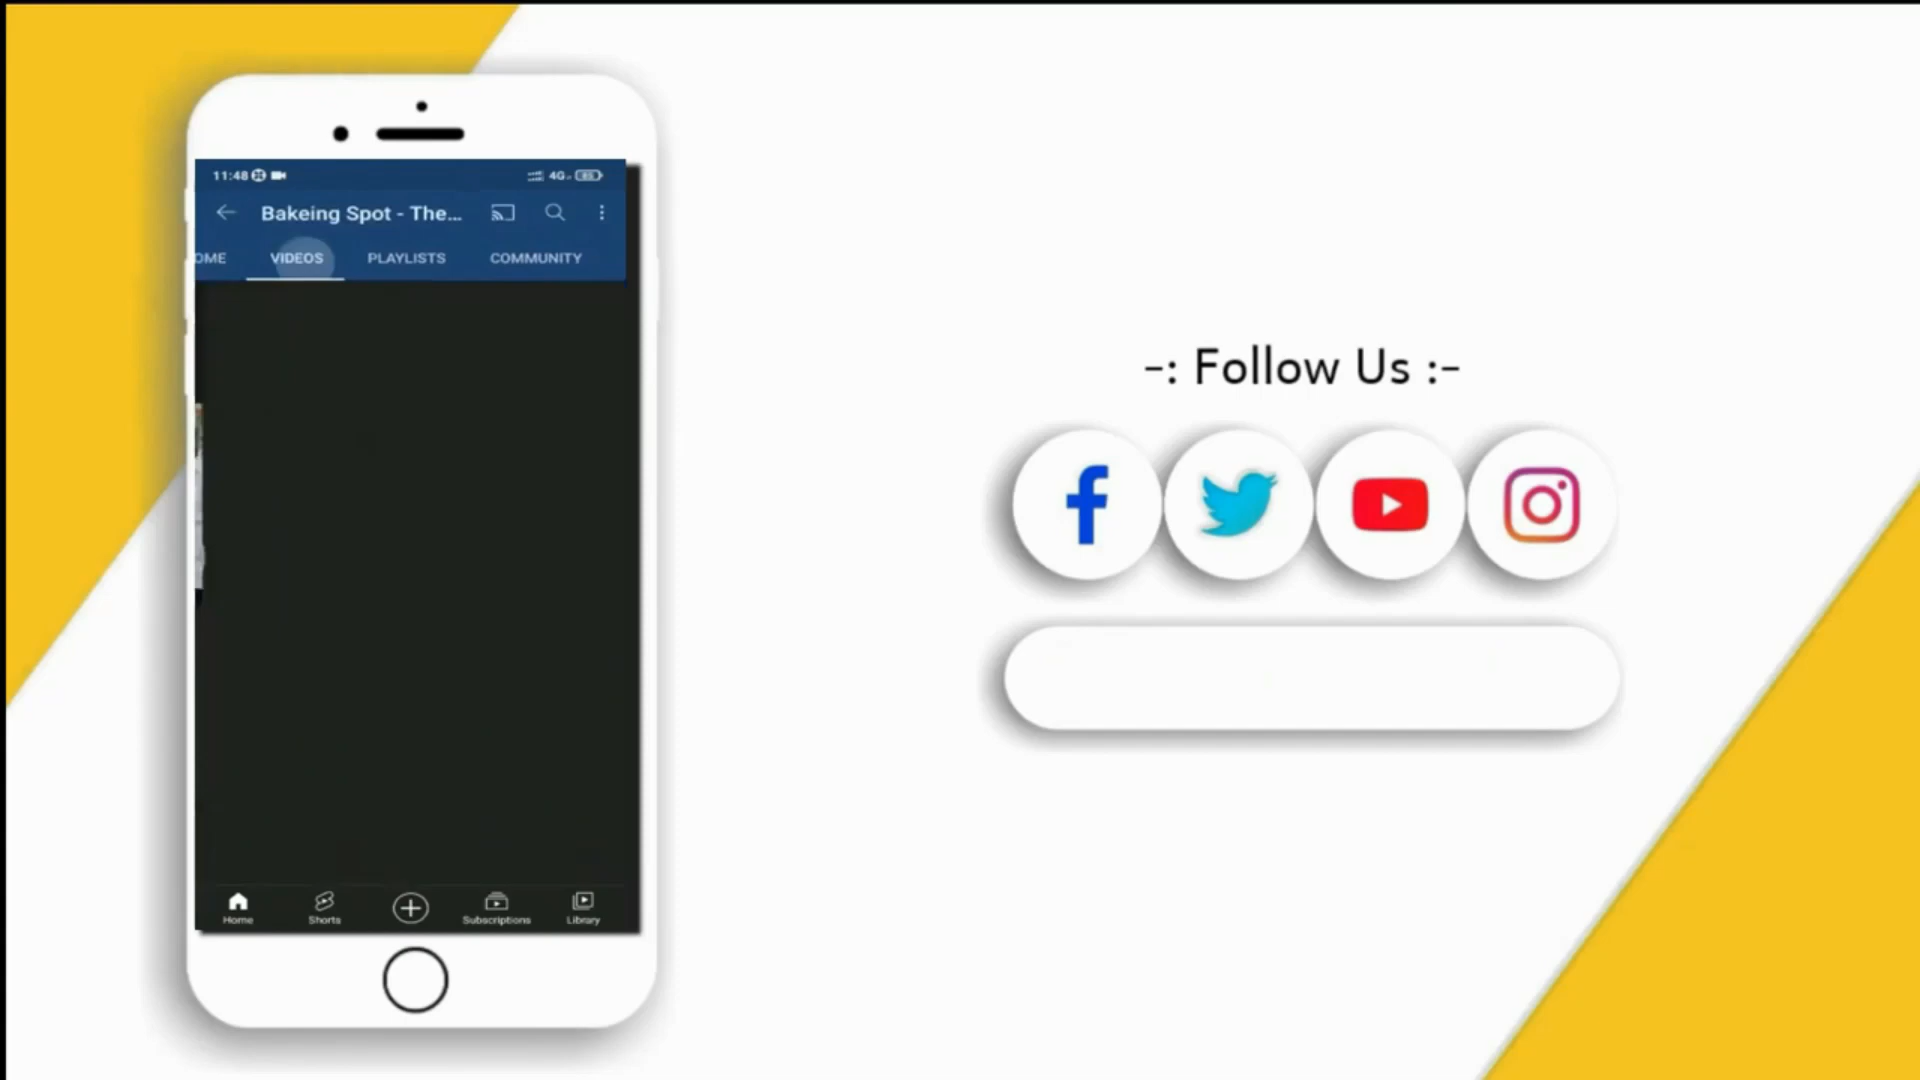 11:48 4G
Bakeing Spot - The...
OME VIDEOS PLAYLISTS COMMUNITY
-: Follow Us :-
Home Shorts Subscriptions Library